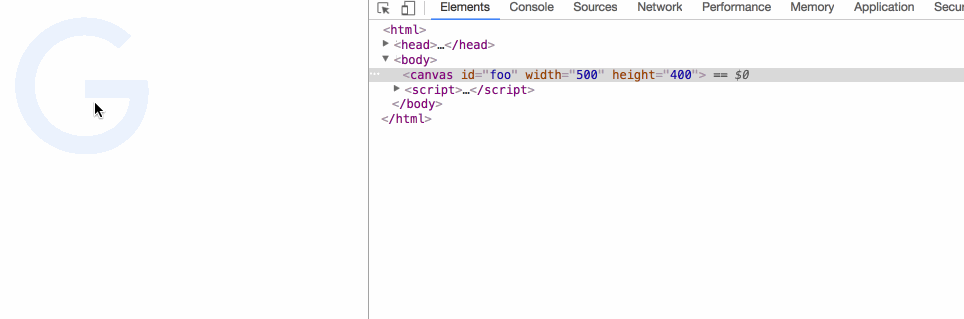 Elements Console Sources Network Performance Memory Application Secu
<html>
<head>…</head>
<body>
<canvas id="foo" width="500" height="400"> == $0
<script>…</script>
</body>
</html>